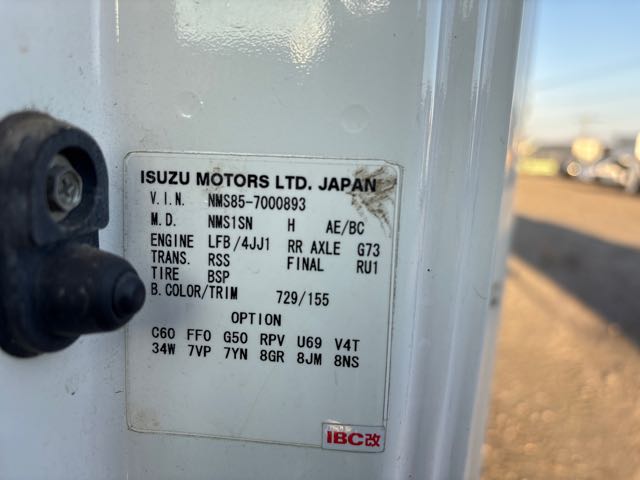 ISUZU MOTORS LTD. JAPAN
V.I.N. NMS85-7000893
M.D. NMS1SN H AE/BC
ENGINE LFB/4JJ1 RR AXLE G73
TRANS. RSS FINAL RU1
TIRE BSP
B.COLOR/TRIM 729/155
OPTION
C60 FF0 G50 RPV U69 V4T
34W 7VP 7YN 8GR 8JM 8NS
IBC改